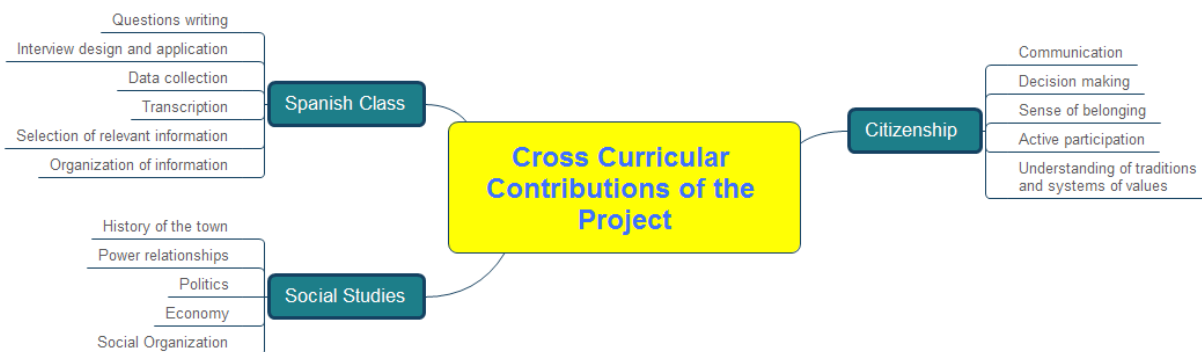 Questions writing
Interview design and application
Data collection
Transcription
Selection of relevant information
Organization of information
Spanish Class
History of the town
Power relationships
Politics
Economy
Social Organization
Social Studies
Cross Curricular
Contributions of the
Project
Citizenship
Communication
Decision making
Sense of belonging
Active participation
Understanding of traditions
and systems of values